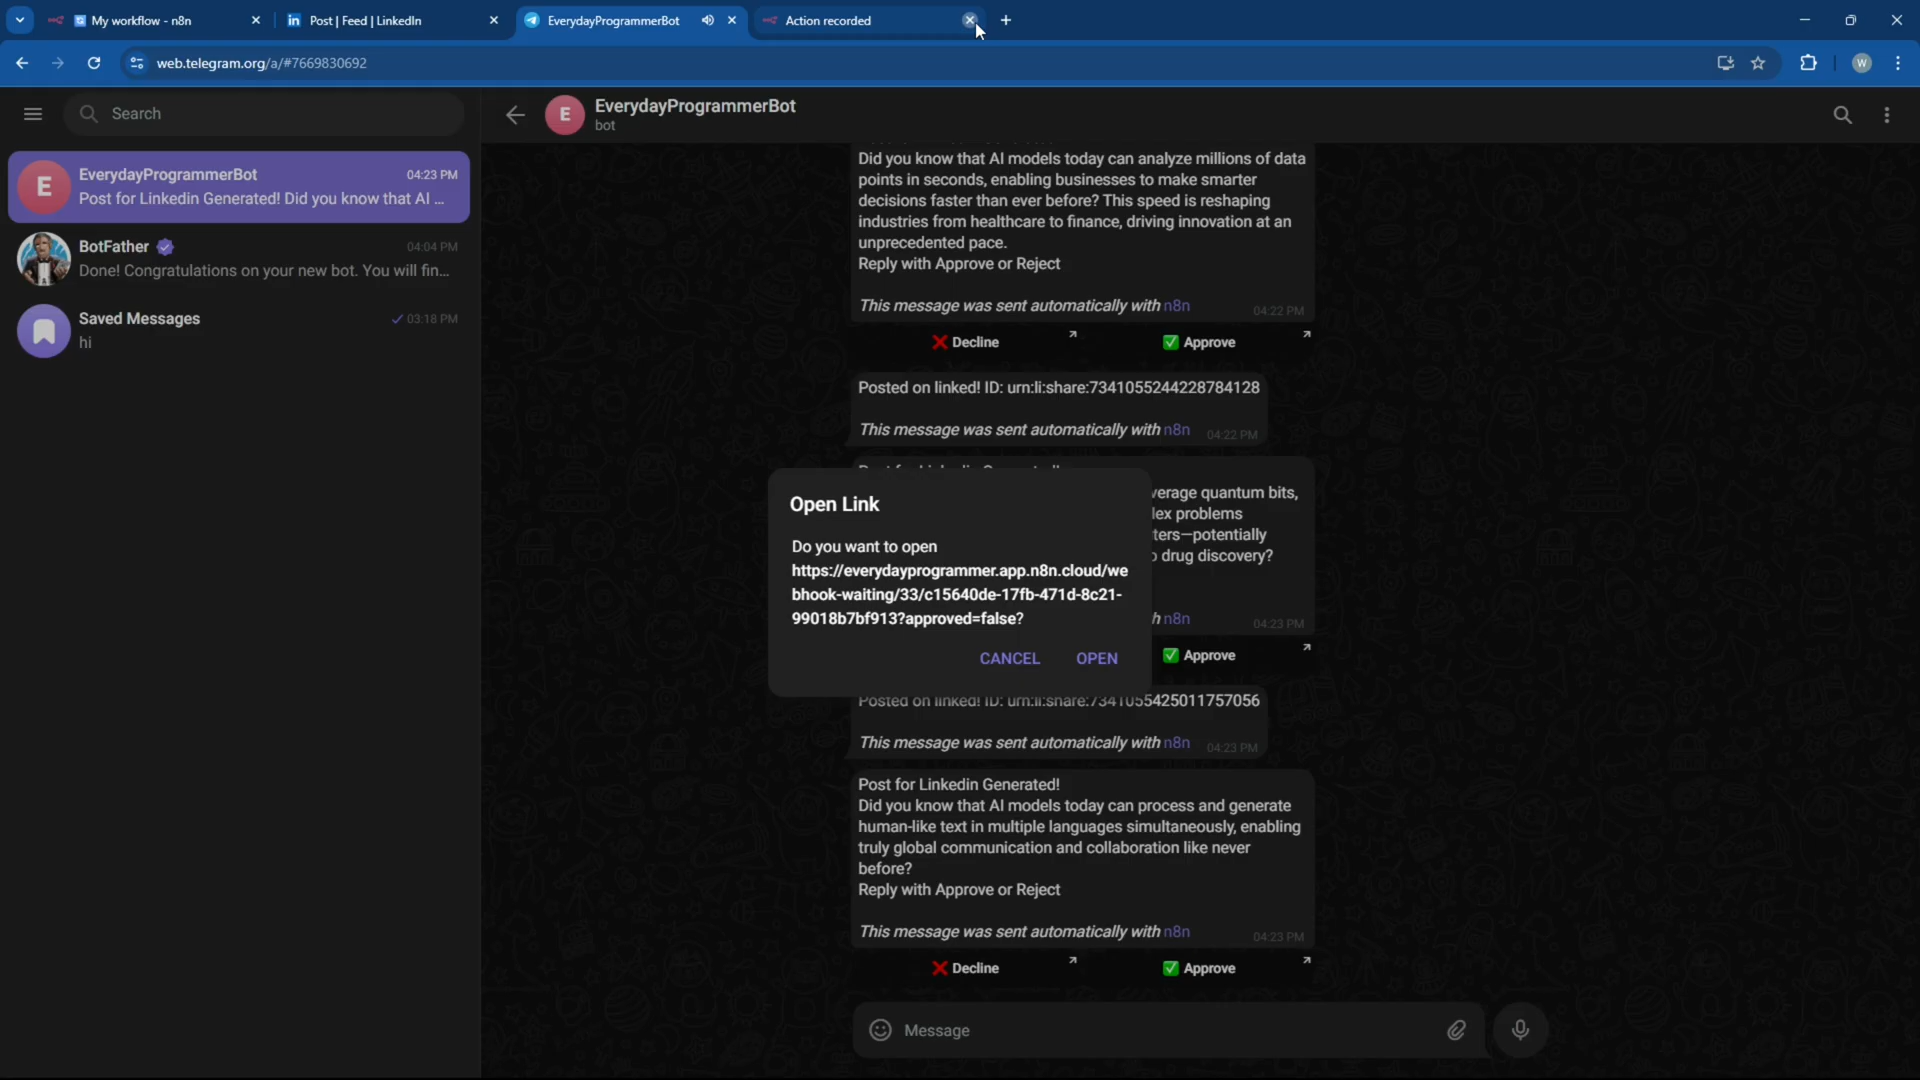 My workflow - n8n
Post | Feed | LinkedIn
EverydayProgrammerBot
Action recorded
web.telegram.org/a/#7669830692
W
Search
EverydayProgrammerBot
04:23 PM
Post for Linkedin Generated! Did you know that AI ...
BotFather
04:04 PM
Done! Congratulations on your new bot. You will fin...
Saved Messages
03:18 PM
hi
E
E
EverydayProgrammerBot
bot
Did you know that AI models today can analyze millions of data
points in seconds, enabling businesses to make smarter
decisions faster than ever before? This speed is reshaping
industries from healthcare to finance, driving innovation at an
unprecedented pace.
Reply with Approve or Reject
This message was sent automatically with n8n
04:22 PM
Decline
Approve
Posted on linked! ID: urn:li:share:7341055244228784128
This message was sent automatically with n8n
04:22 PM
verage quantum bits,
lex problems
ters—potentially
drug discovery?
n8n
04:23 PM
Approve
Open Link
Do you want to open
https://everydayprogrammer.app.n8n.cloud/we
bhook-waiting/33/c15640de-17fb-471d-8c21-
99018b7bf913?approved=false?
CANCEL
OPEN
Posted on linked! ID: urn:li:share:7341055425011757056
This message was sent automatically with n8n
04:23 PM
Post for Linkedin Generated!
Did you know that AI models today can process and generate
human-like text in multiple languages simultaneously, enabling
truly global communication and collaboration like never
before?
Reply with Approve or Reject
This message was sent automatically with n8n
04:23 PM
Decline
Approve
Message